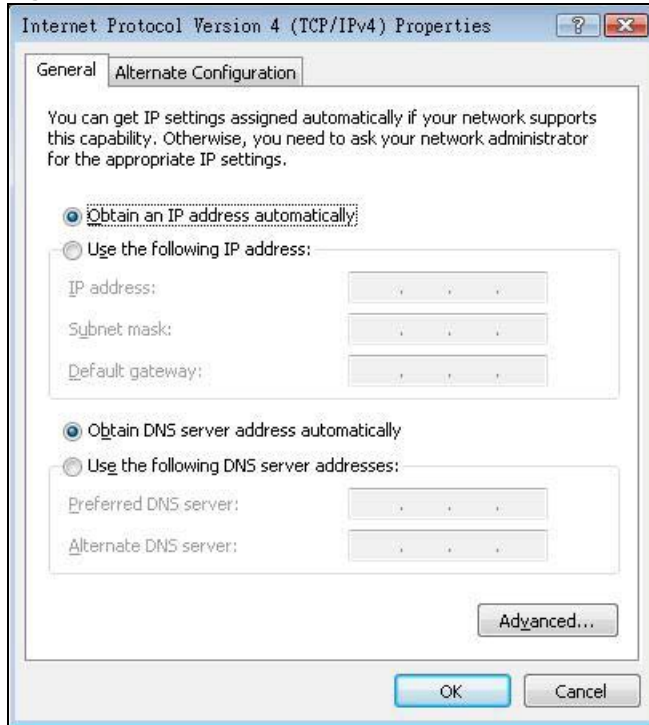 Internet Protocol Version 4 (TCP/IPv4) Properties
General
Alternate Configuration
You can get IP settings assigned automatically if your network supports
this capability. Otherwise, you need to ask your network administrator
for the appropriate IP settings.
Obtain an IP address automatically
Use the following IP address:
IP address:
Subnet mask:
Default gateway:
Obtain DNS server address automatically
Use the following DNS server addresses:
Preferred DNS server:
Alternate DNS server:
Advanced...
OK
Cancel